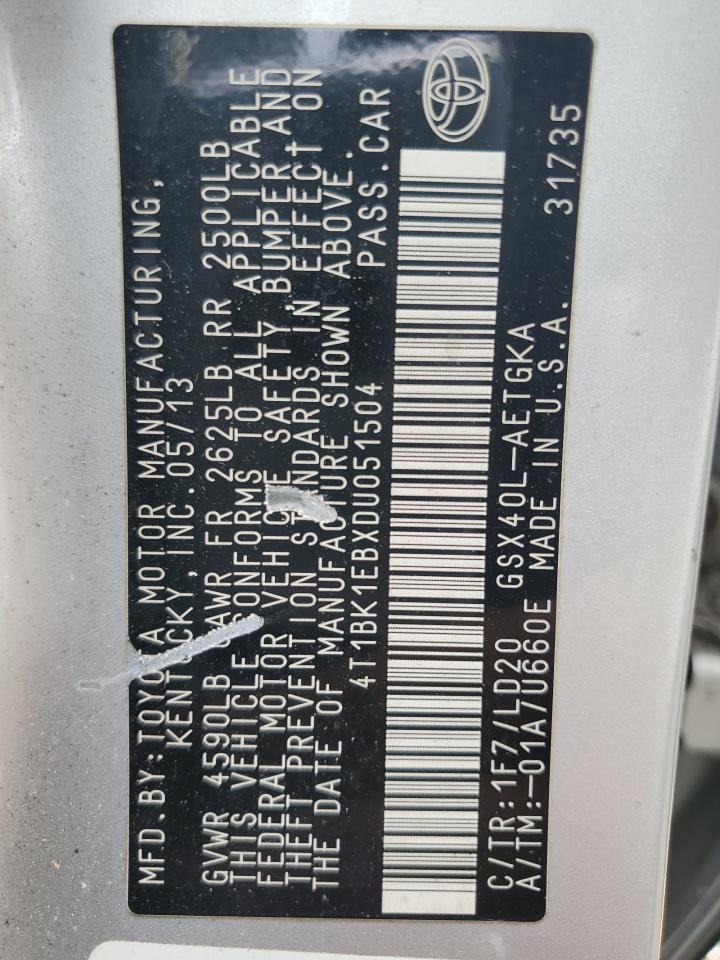 MFD.BY:TOYOTA MOTOR MANUFACTURING,
KENTUCKY, INC.05/13
GVWR 4590LB GAWR FR 2625LB RR 2500LB
THIS VEHICLE CONFORMS TO ALL APPLICABLE
FEDERAL MOTOR VEHICLE SAFETY, BUMPER AND
THEFT PREVENTION STANDARDS IN EFFECT ON
THE DATE OF MANUFACTURE SHOWN ABOVE.
4T1BK1EBXDU051504 PASS.CAR
C/TR:1F7/LD20 GSX40L-AETGKA
A/TM:-01A7U660E MADE IN U.S.A. 31735